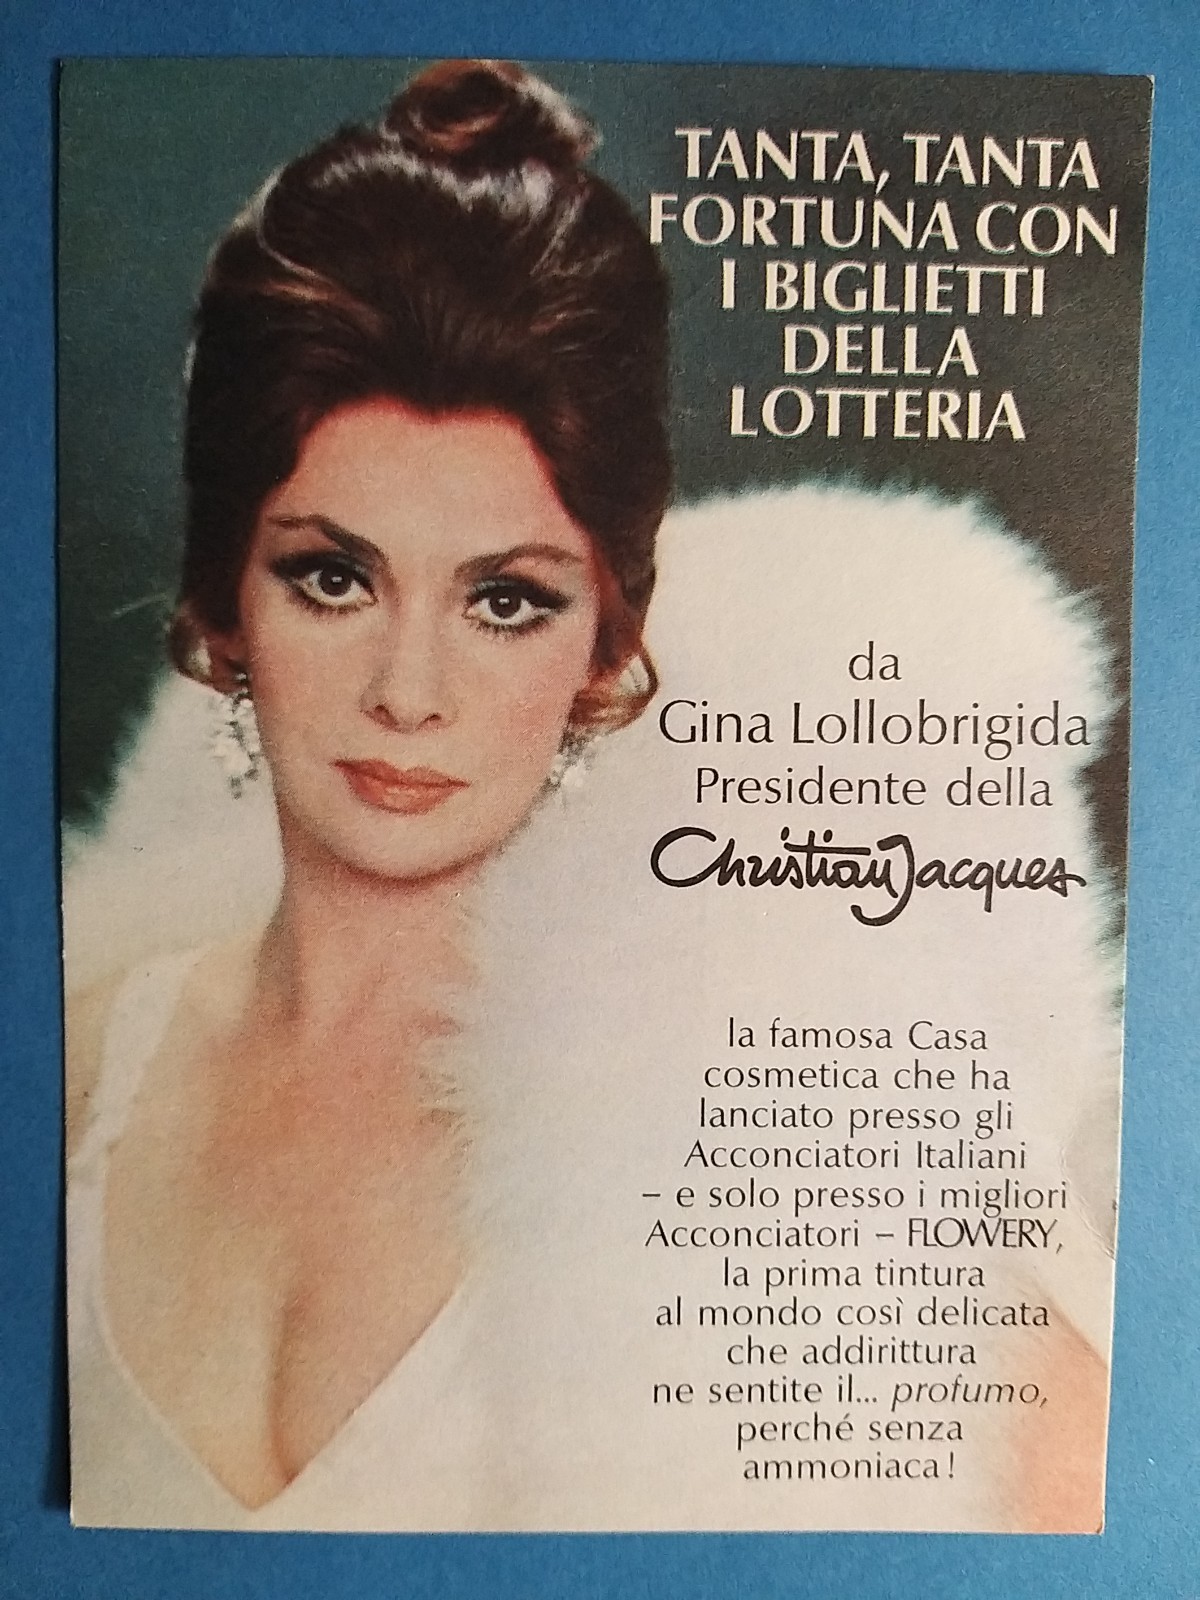 TANTA, TANTA
FORTUNA CON
I BIGLIETTI
DELLA
LOTTERIA
da
Gina Lollobrigida
Presidente della
Christian Jacques
la famosa Casa
cosmetica che ha
lanciato presso gli
Acconciatori Italiani
– e solo presso i migliori
Acconciatori – FLOWERY,
la prima tintura
al mondo così delicata
che addirittura
ne sentite il... profumo,
perché senza
ammoniaca!